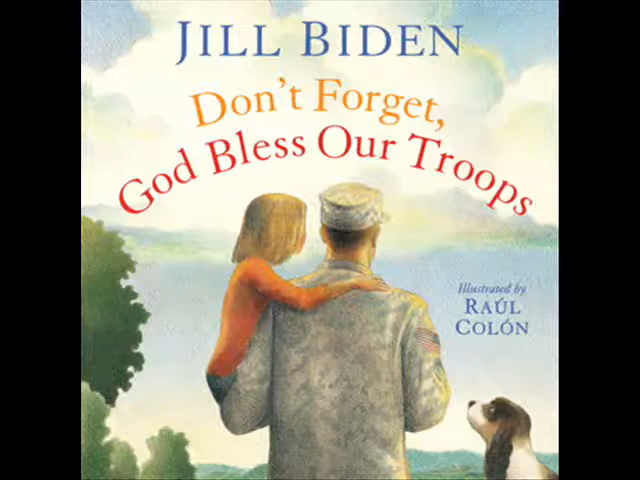 JILL BIDEN
Don't Forget,
God Bless Our Troops
Illustrated by
RAÚL
COLÓN